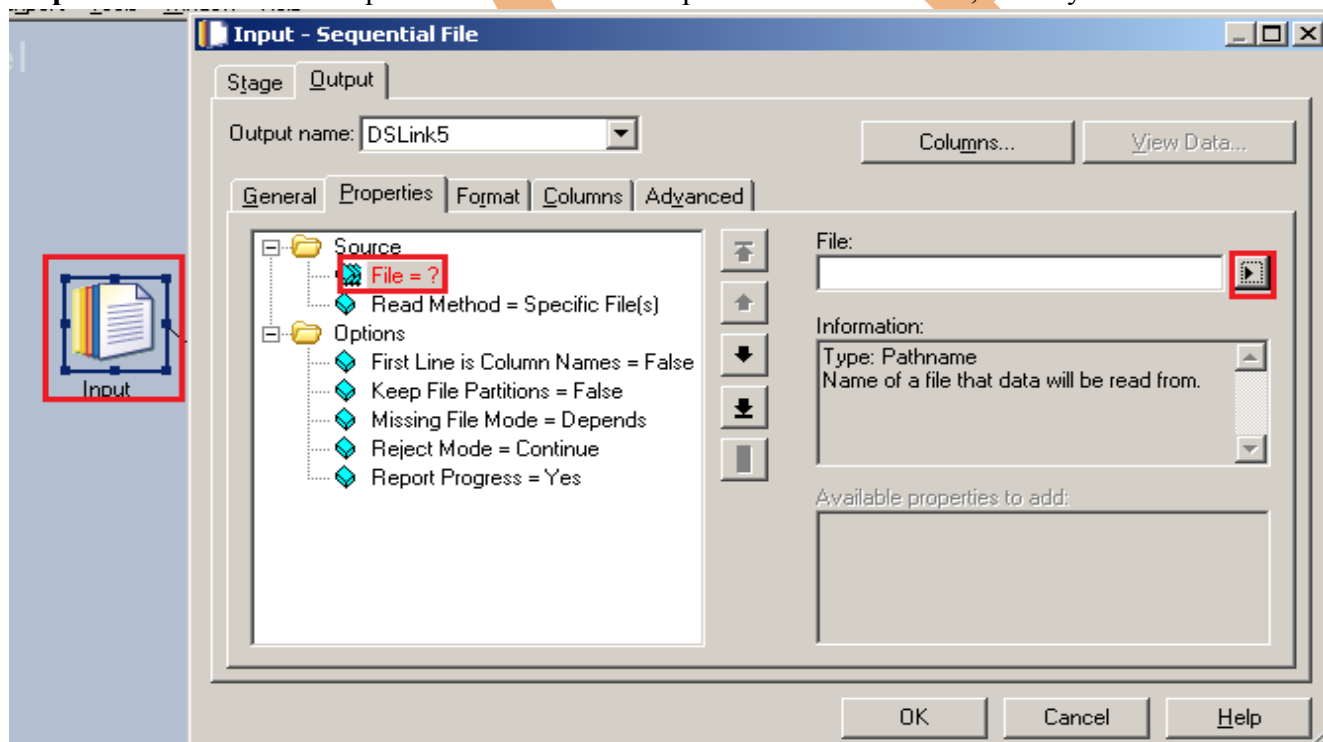 Input - Sequential File
Stage Output
Output name: DSLink5
Columns... View Data...
General Properties Format Columns Advanced
Source
File = ?
Read Method = Specific File(s)
Options
First Line is Column Names = False
Keep File Partitions = False
Missing File Mode = Depends
Reject Mode = Continue
Report Progress = Yes
File:
Information:
Type: Pathname
Name of a file that data will be read from.
Available properties to add:
Input
OK Cancel Help